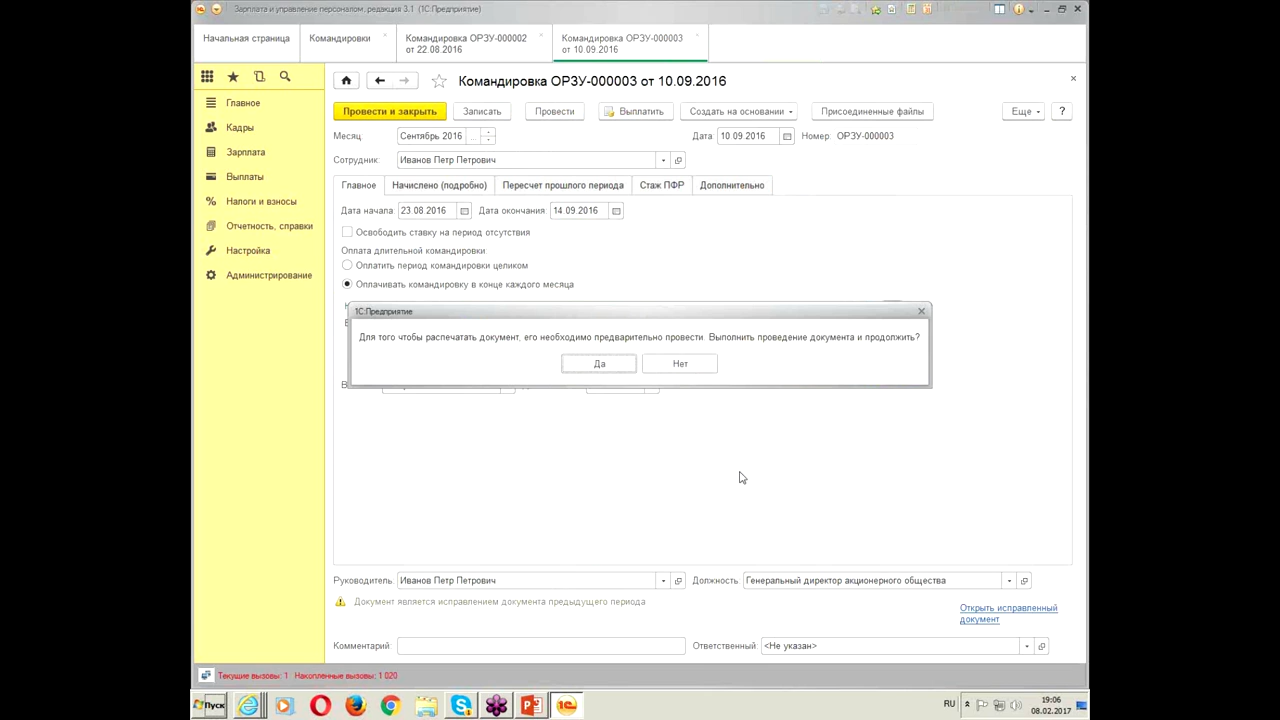 Зарплата и управление персоналом, редакция 3.1 (1С:Предприятие)
Начальная страница
Командировки
Командировка ОРЗУ-000002
от 22.08.2016
Командировка ОРЗУ-000003
от 10.09.2016
Главное
Кадры
Зарплата
Выплаты
Налоги и взносы
Отчетность, справки
Настройка
Администрирование
Командировка ОРЗУ-000003 от 10.09.2016
Провести и закрыть Записать Провести Выплатить Создать на основании Присоединенные файлы Еще ?
Месяц Сентябрь 2016 Дата 10.09.2016 Номер: ОРЗУ-000003
Сотрудник: Иванов Петр Петрович
Главное Начислено (подробно) Пересчет прошлого периода Стаж ПФР Дополнительно
Дата начала 23.08.2016 Дата окончания 14.09.2016
Освободить ставку на период отсутствия
Оплата длительной командировки:
Оплатить период командировки целиком
Оплачивать командировку в конце каждого месяца
1С:Предприятие
Для того чтобы распечатать документ, его необходимо предварительно провести. Выполнить проведение документа и продолжить?
Да Нет
Руководитель: Иванов Петр Петрович Должность: Генеральный директор акционерного общества
Документ является исправлением документа предыдущего периода
Открыть исправленный
документ
Комментарий: Ответственный: <Не указан>
Текущие вызовы: 1 Накопленные вызовы: 1 020
Пуск
RU
19:06
08.02.2017